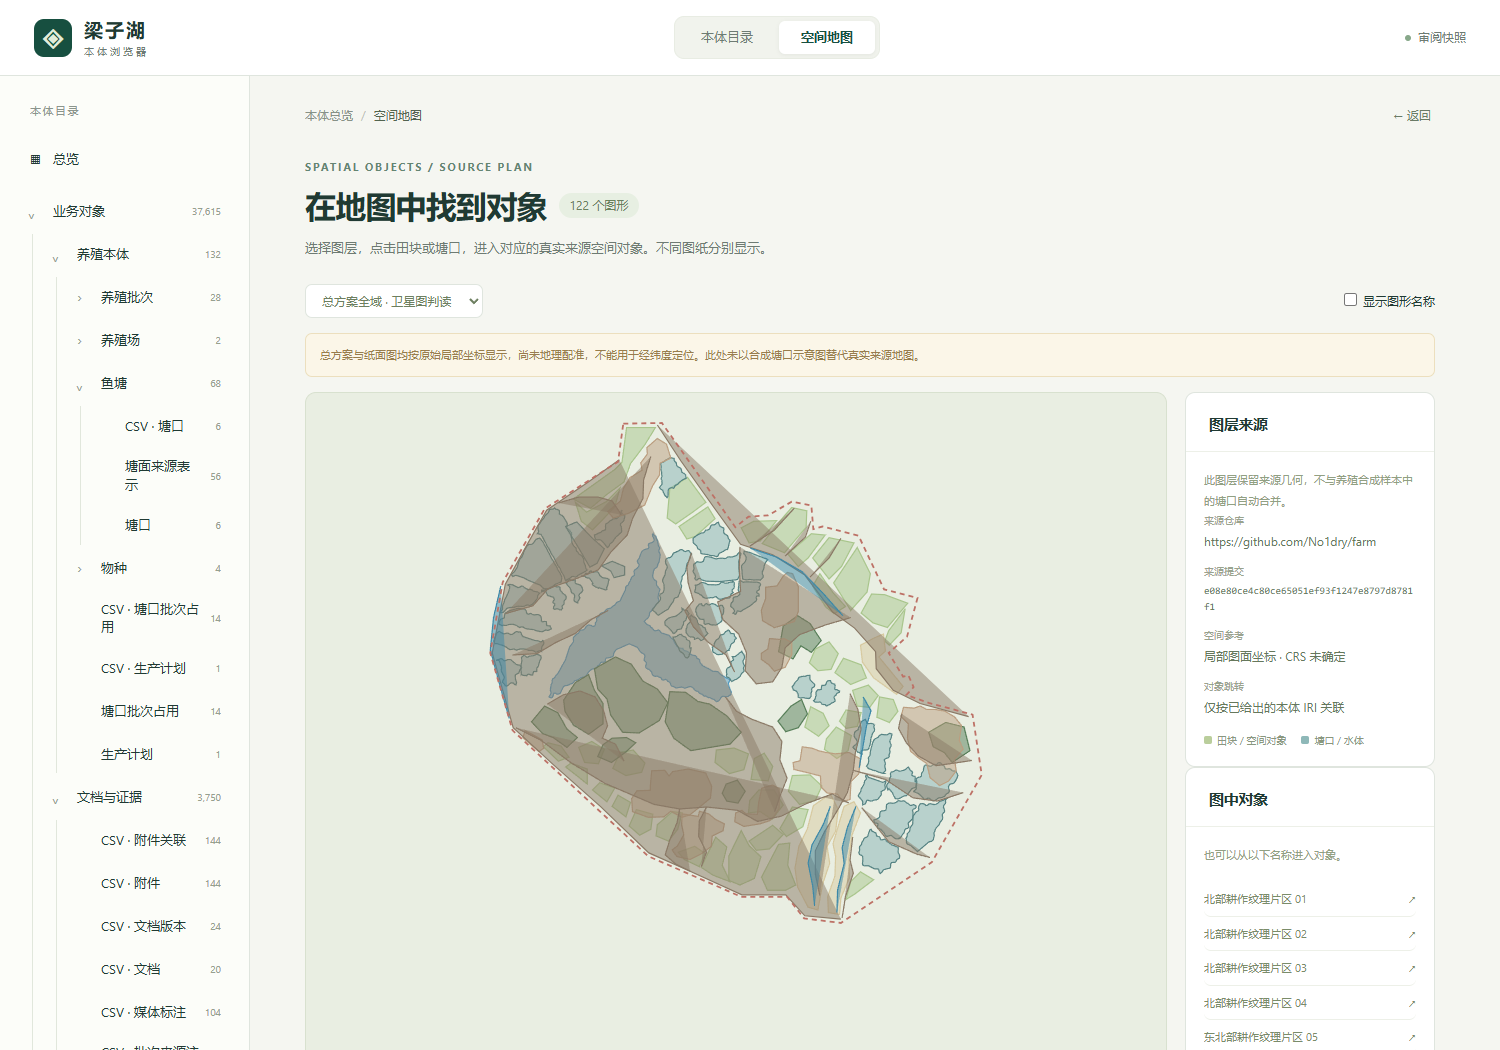 梁子湖
本体浏览器
本体目录
空间地图
审阅快照
本体目录
总览
业务对象 37,615
养殖本体 132
养殖批次 28
养殖场 2
鱼塘 68
CSV · 塘口 6
塘面来源表示 56
塘口 6
物种 4
CSV · 塘口批次占用 14
CSV · 生产计划 1
塘口批次占用 14
生产计划 1
文档与证据 3,750
CSV · 附件关联 144
CSV · 附件 144
CSV · 文档版本 24
CSV · 文档 20
CSV · 媒体标注 104
本体总览 / 空间地图
← 返回
SPATIAL OBJECTS / SOURCE PLAN
在地图中找到对象 122 个图形
选择图层，点击田块或塘口，进入对应的真实来源空间对象。不同图纸分别显示。
总方案全域 · 卫星图判读
显示图形名称
总方案与纸面图均按原始局部坐标显示，尚未地理配准，不能用于经纬度定位。此处未以合成塘口示意图替代真实来源地图。
图层来源
此图层保留来源几何，不与养殖合成样本中
的塘口自动合并。
来源仓库
https://github.com/No1dry/farm
来源提交
e08e80ce4c80ce65051ef93f1247e8797d8781
f1
空间参考
局部图面坐标 · CRS 未确定
对象跳转
仅按已给出的本体 IRI 关联
田块 / 空间对象
塘口 / 水体
图中对象
也可以从以下名称进入对象。
北部耕作纹理片区 01 ↗
北部耕作纹理片区 02 ↗
北部耕作纹理片区 03 ↗
北部耕作纹理片区 04 ↗
东北部耕作纹理片区 05 ↗